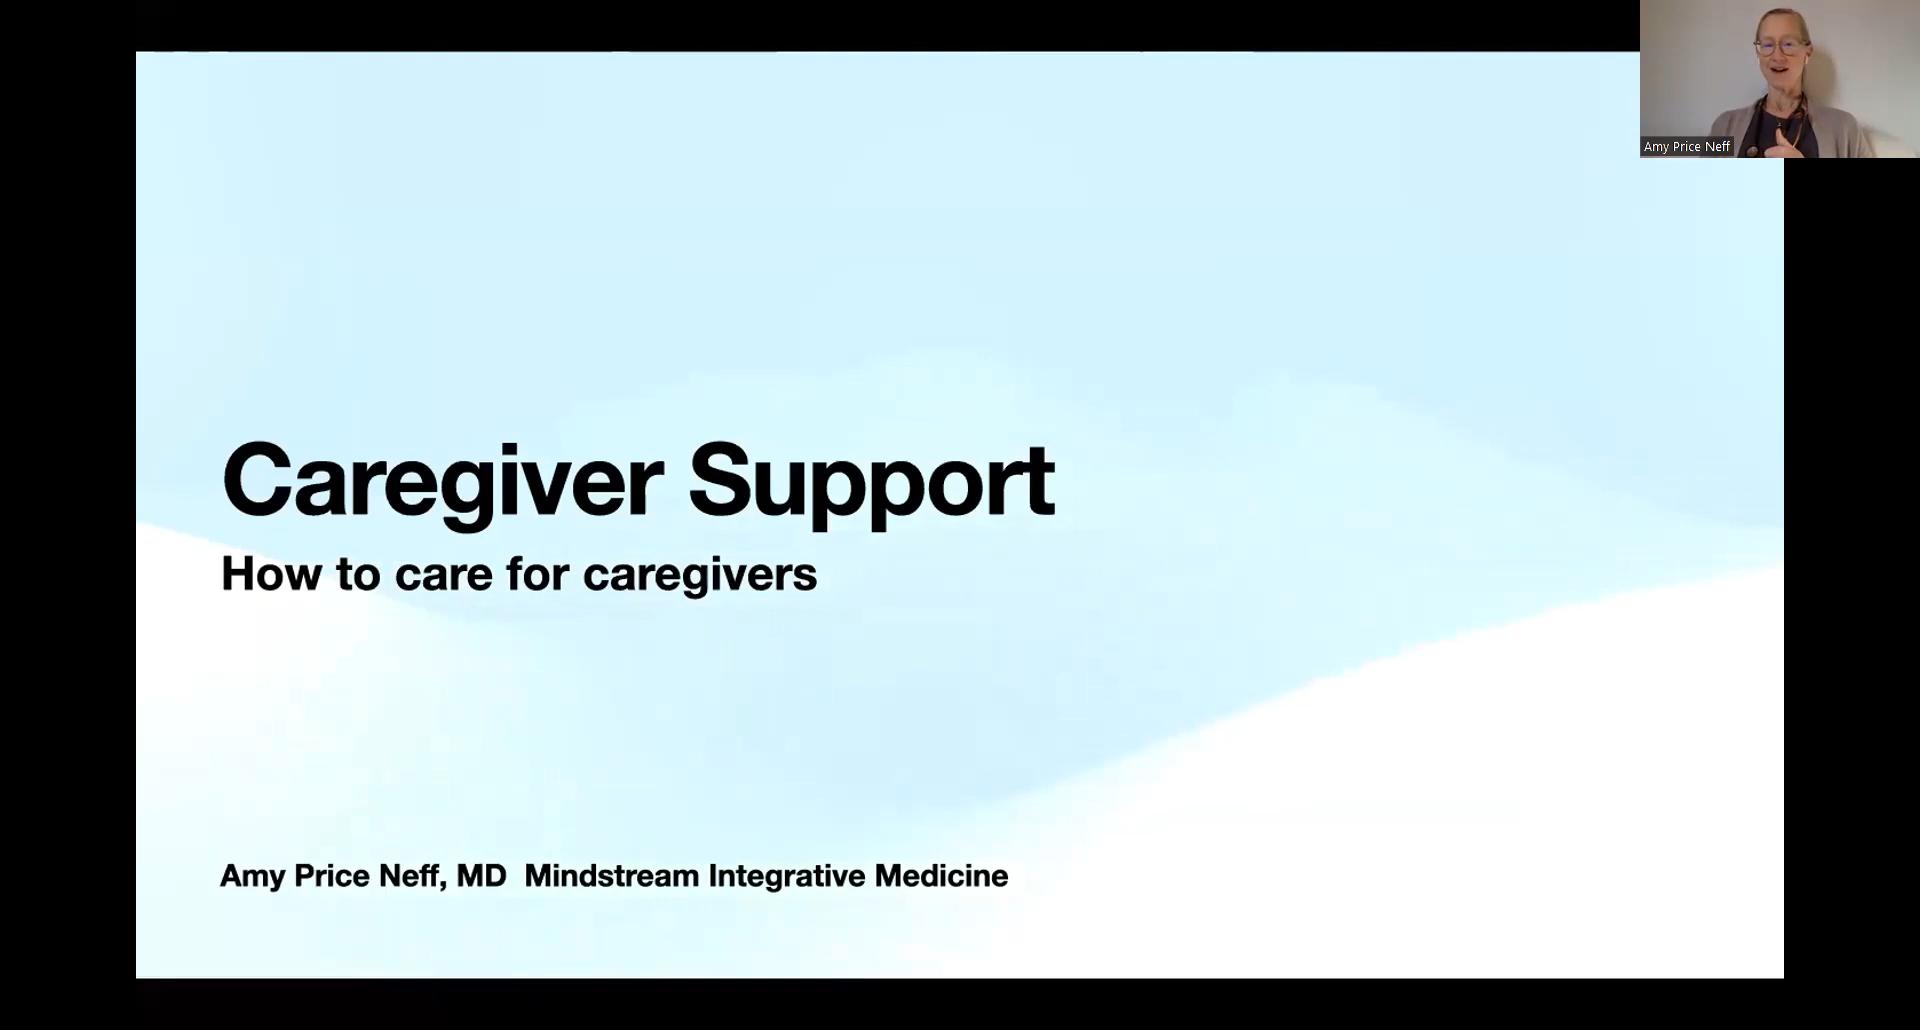 Amy Price Neff
Caregiver Support
How to care for caregivers
Amy Price Neff, MD  Mindstream Integrative Medicine